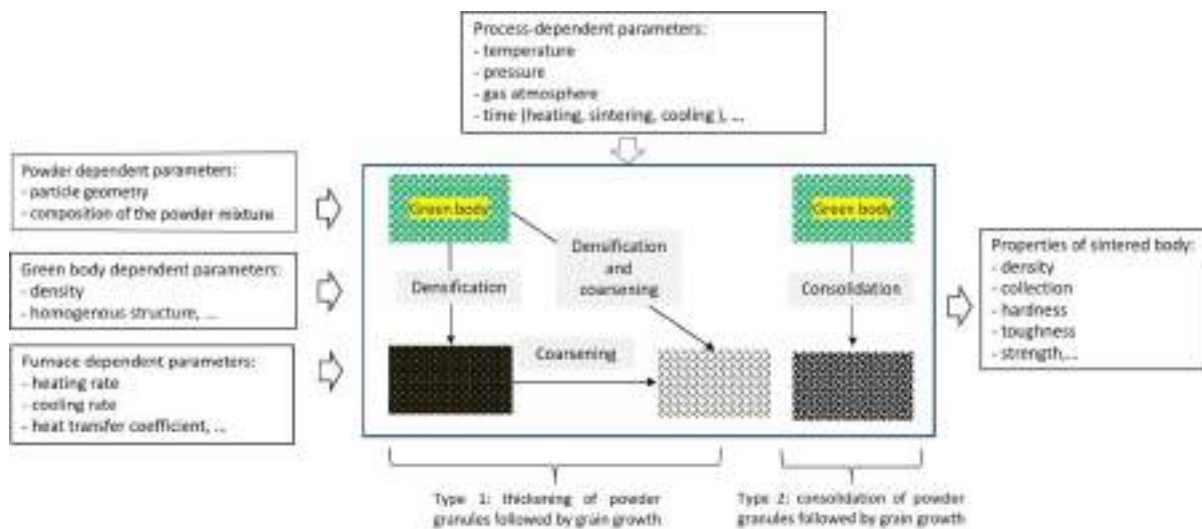 Process-dependent parameters:
- temperature
- pressure
- gas atmosphere
- time (heating, sintering, cooling ), ...
Powder dependent parameters:
- particle geometry
- composition of the powder mixture
Green body dependent parameters:
- density
- homogenous structure, ...
Furnace dependent parameters:
- heating rate
- cooling rate
- heat transfer coefficient, ...
Green body
Densification
Densification
and
coarsening
Coarsening
Green body
Consolidation
Properties of sintered body:
- density
- collection
- hardness
- toughness
- strength,...
Type 1: thickening of powder
granules followed by grain growth
Type 2: consolidation of powder
granules followed by grain growth